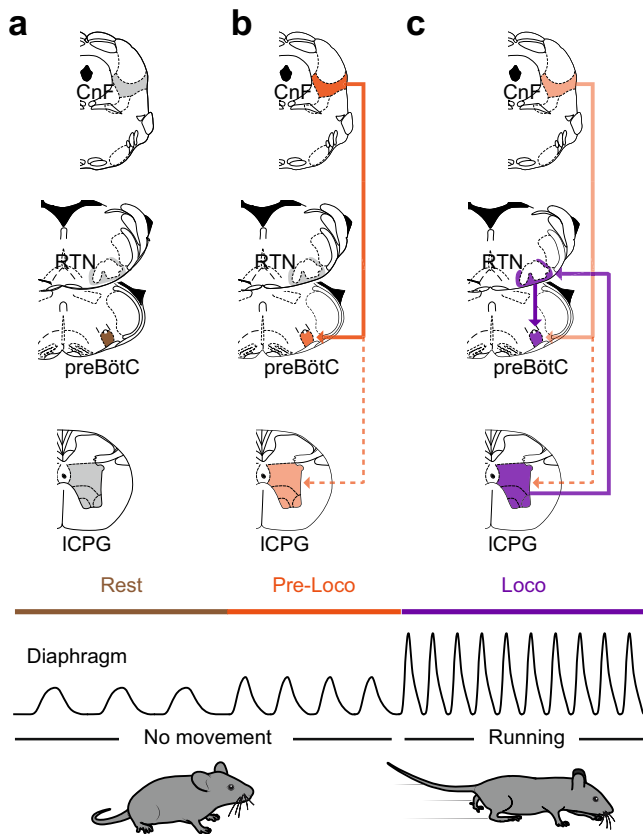 a b c
CnF CnF CnF
RTN RTN RTN
preBötC preBötC preBötC
lCPG lCPG lCPG
Rest Pre-Loco Loco
Diaphragm
No movement Running